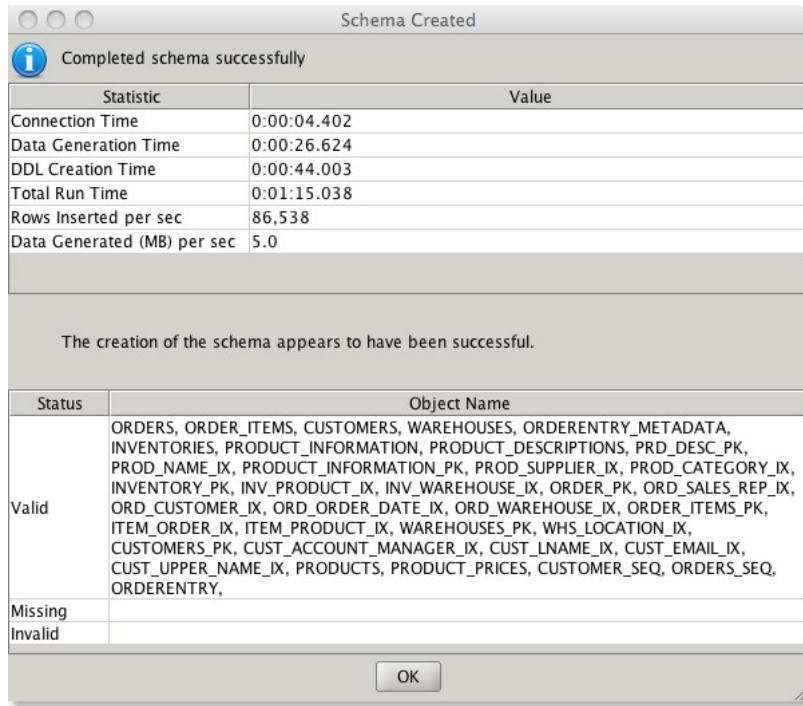 Schema Created
Completed schema successfully
Statistic Value
Connection Time 0:00:04.402
Data Generation Time 0:00:26.624
DDL Creation Time 0:00:44.003
Total Run Time 0:01:15.038
Rows Inserted per sec 86,538
Data Generated (MB) per sec 5.0
The creation of the schema appears to have been successful.
Status Object Name
ORDERS, ORDER_ITEMS, CUSTOMERS, WAREHOUSES, ORDERENTRY_METADATA,
INVENTORIES, PRODUCT_INFORMATION, PRODUCT_DESCRIPTIONS, PRD_DESC_PK,
PROD_NAME_IX, PRODUCT_INFORMATION_PK, PROD_SUPPLIER_IX, PROD_CATEGORY_IX,
INVENTORY_PK, INV_PRODUCT_IX, INV_WAREHOUSE_IX, ORDER_PK, ORD_SALES_REP_IX,
Valid ORD_CUSTOMER_IX, ORD_ORDER_DATE_IX, ORD_WAREHOUSE_IX, ORDER_ITEMS_PK,
ITEM_ORDER_IX, ITEM_PRODUCT_IX, WAREHOUSES_PK, WHS_LOCATION_IX,
CUSTOMERS_PK, CUST_ACCOUNT_MANAGER_IX, CUST_LNAME_IX, CUST_EMAIL_IX,
CUST_UPPER_NAME_IX, PRODUCTS, PRODUCT_PRICES, CUSTOMER_SEQ, ORDERS_SEQ,
ORDERENTRY,
Missing
Invalid
OK